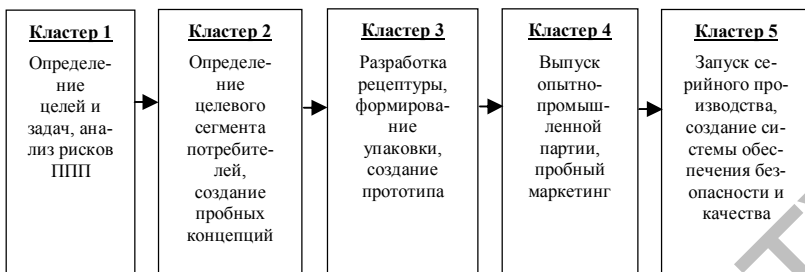 Кластер 1
Определе-
ние
целей и
задач, ана-
лиз рисков
ППП
Кластер 2
Определе-
ние
целевого
сегмента
потребите-
лей,
создание
пробных
концепций
Кластер 3
Разработка
рецептуры,
формирова-
ние
упаковки,
создание
прототипа
Кластер 4
Выпуск
опытно-
промыш-
ленной
партии,
пробный
маркетинг
Кластер 5
Запуск се-
рийного про-
изводства,
создание си-
стемы обес-
печения без-
опасности и
качества